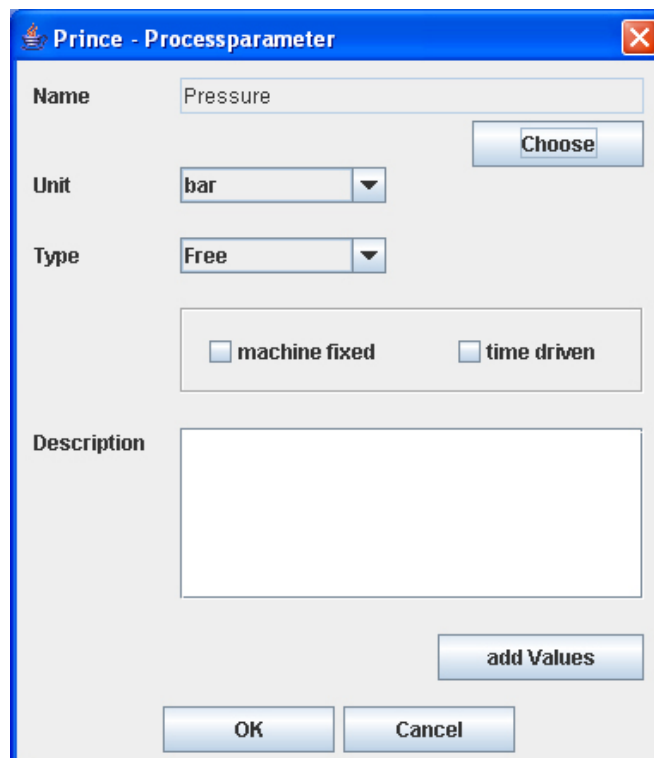 Prince - Processparameter
Name Pressure
Choose
Unit bar
Type Free
machine fixed time driven
Description
add Values
OK Cancel